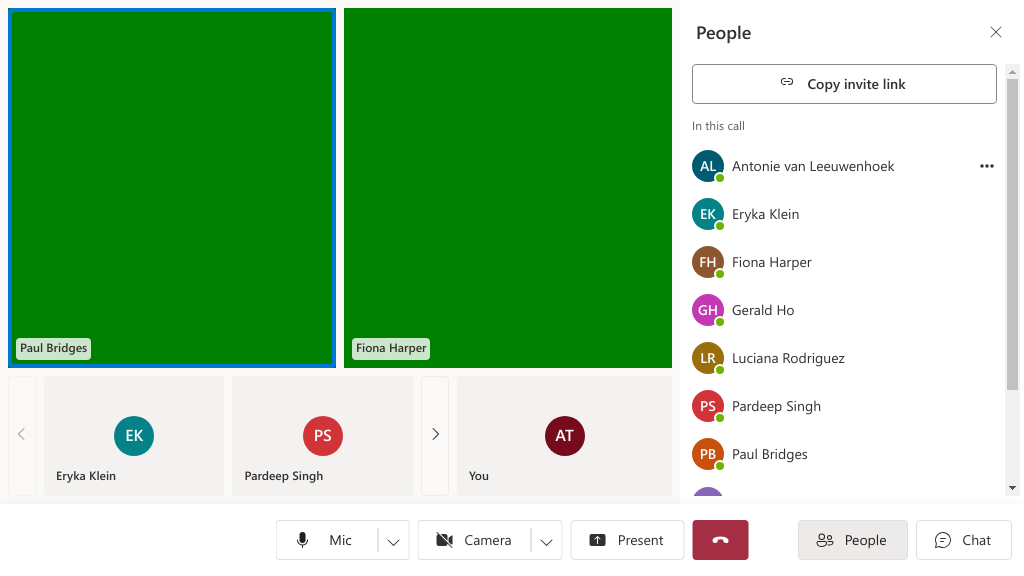 Paul Bridges
Fiona Harper
EK
Eryka Klein
PS
Pardeep Singh
AT
You
People
Copy invite link
In this call
AL Antonie van Leeuwenhoek
EK Eryka Klein
FH Fiona Harper
GH Gerald Ho
LR Luciana Rodriguez
PS Pardeep Singh
PB Paul Bridges
Mic
Camera
Present
People
Chat